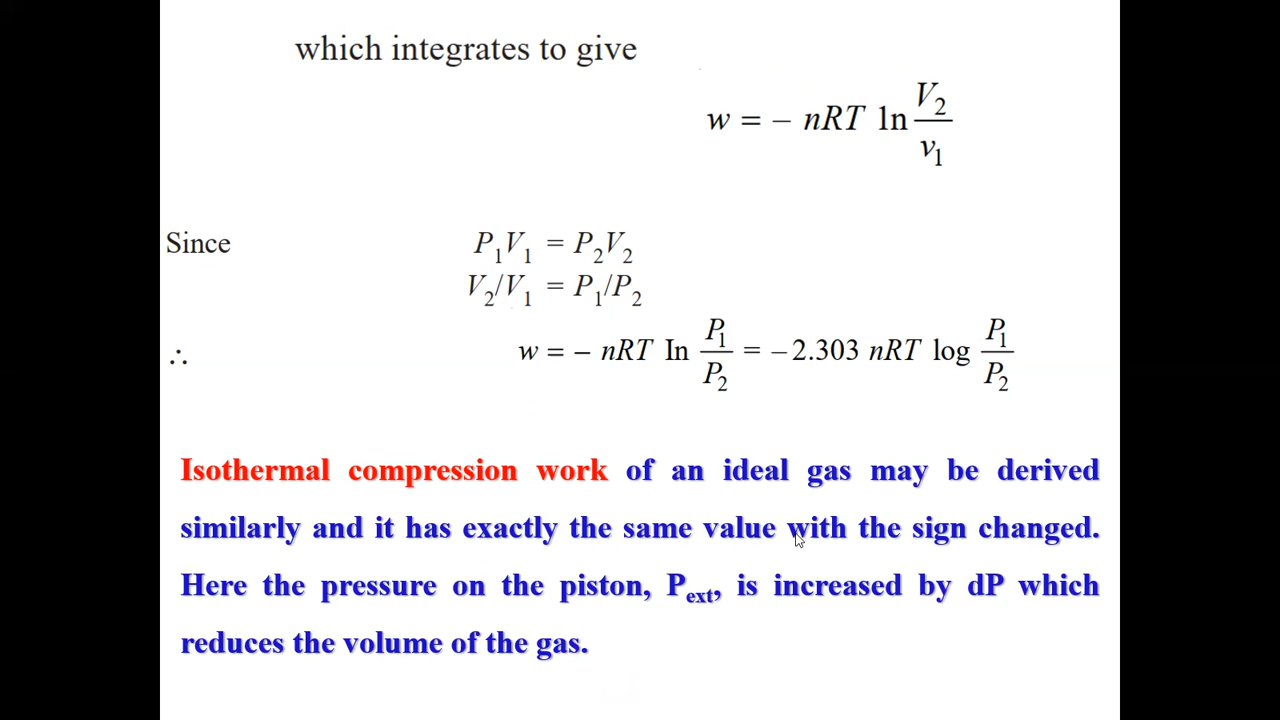 which integrates to give
w = – nRT ln V₂/v₁
Since P₁V₁ = P₂V₂
V₂/V₁ = P₁/P₂
∴ w = – nRT In P₁/P₂ = –2.303 nRT log P₁/P₂
Isothermal compression work of an ideal gas may be derived
similarly and it has exactly the same value with the sign changed.
Here the pressure on the piston, Pext, is increased by dP which
reduces the volume of the gas.